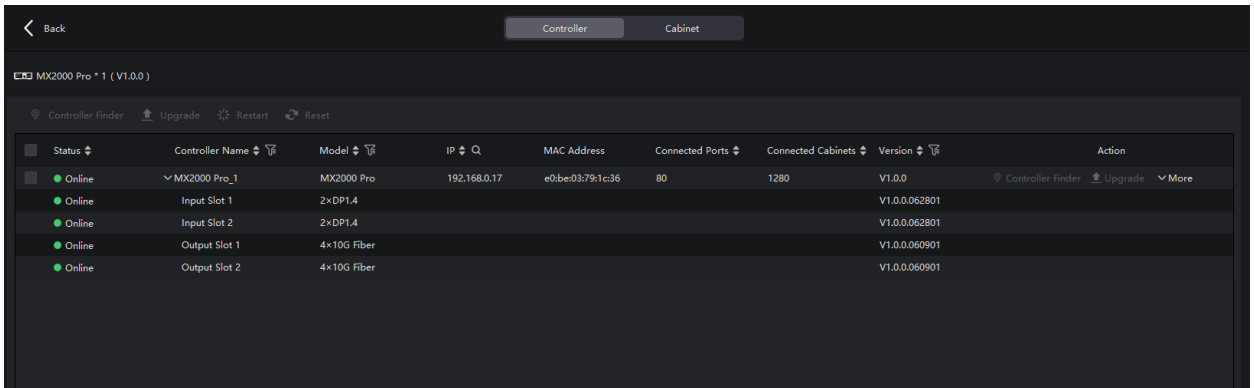 Back Controller Cabinet
MX2000 Pro * 1 ( V1.0.0 )
Controller Finder Upgrade Restart Reset
Status Controller Name Model IP MAC Address Connected Ports Connected Cabinets Version Action
Online MX2000 Pro_1 MX2000 Pro 192.168.0.17 e0:be:03:79:1c:36 80 1280 V1.0.0 Controller Finder Upgrade More
Online Input Slot 1 2×DP1.4 V1.0.0.062801
Online Input Slot 2 2×DP1.4 V1.0.0.062801
Online Output Slot 1 4×10G Fiber V1.0.0.060901
Online Output Slot 2 4×10G Fiber V1.0.0.060901